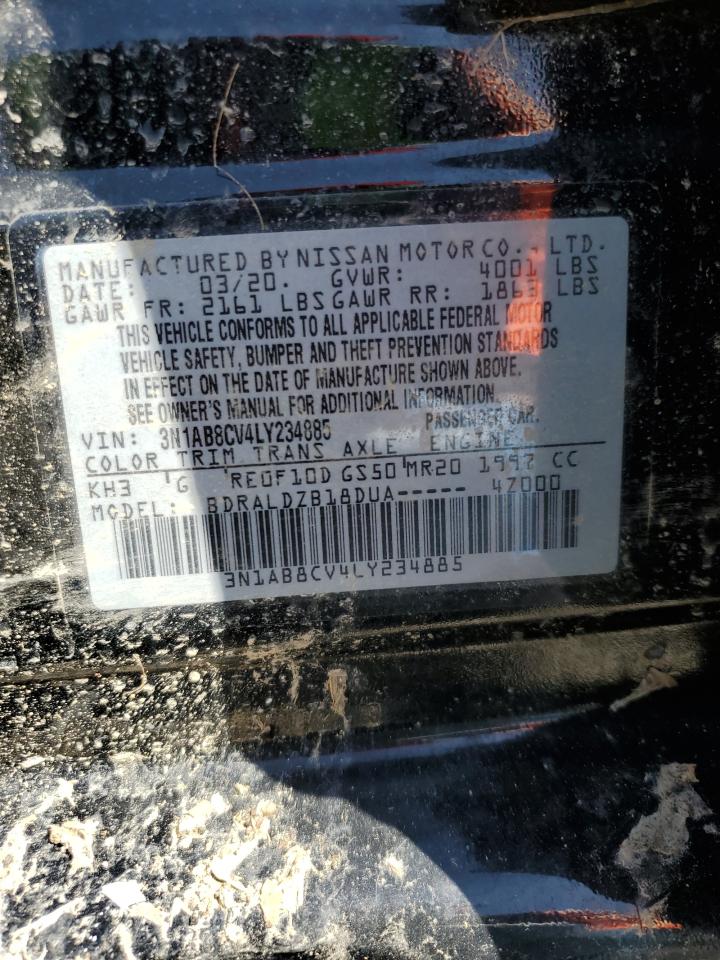 MANUFACTURED BY NISSAN MOTOR CO., LTD.
DATE: 03/20. GVWR: 4001 LBS
GAWR FR: 2161 LBS GAWR RR: 1863 LBS
THIS VEHICLE CONFORMS TO ALL APPLICABLE FEDERAL MOTOR
VEHICLE SAFETY, BUMPER AND THEFT PREVENTION STANDARDS
IN EFFECT ON THE DATE OF MANUFACTURE SHOWN ABOVE.
SEE OWNER'S MANUAL FOR ADDITIONAL INFORMATION.
VIN: 3N1AB8CV4LY234885 PASSENGER CAR.
COLOR TRIM TRANS AXLE ENGINE
KH3 G RE0F10D GS50 MR20 1997 CC
MODEL: BDRALDZB18DUA----- 4Z000
3N1AB8CV4LY234885